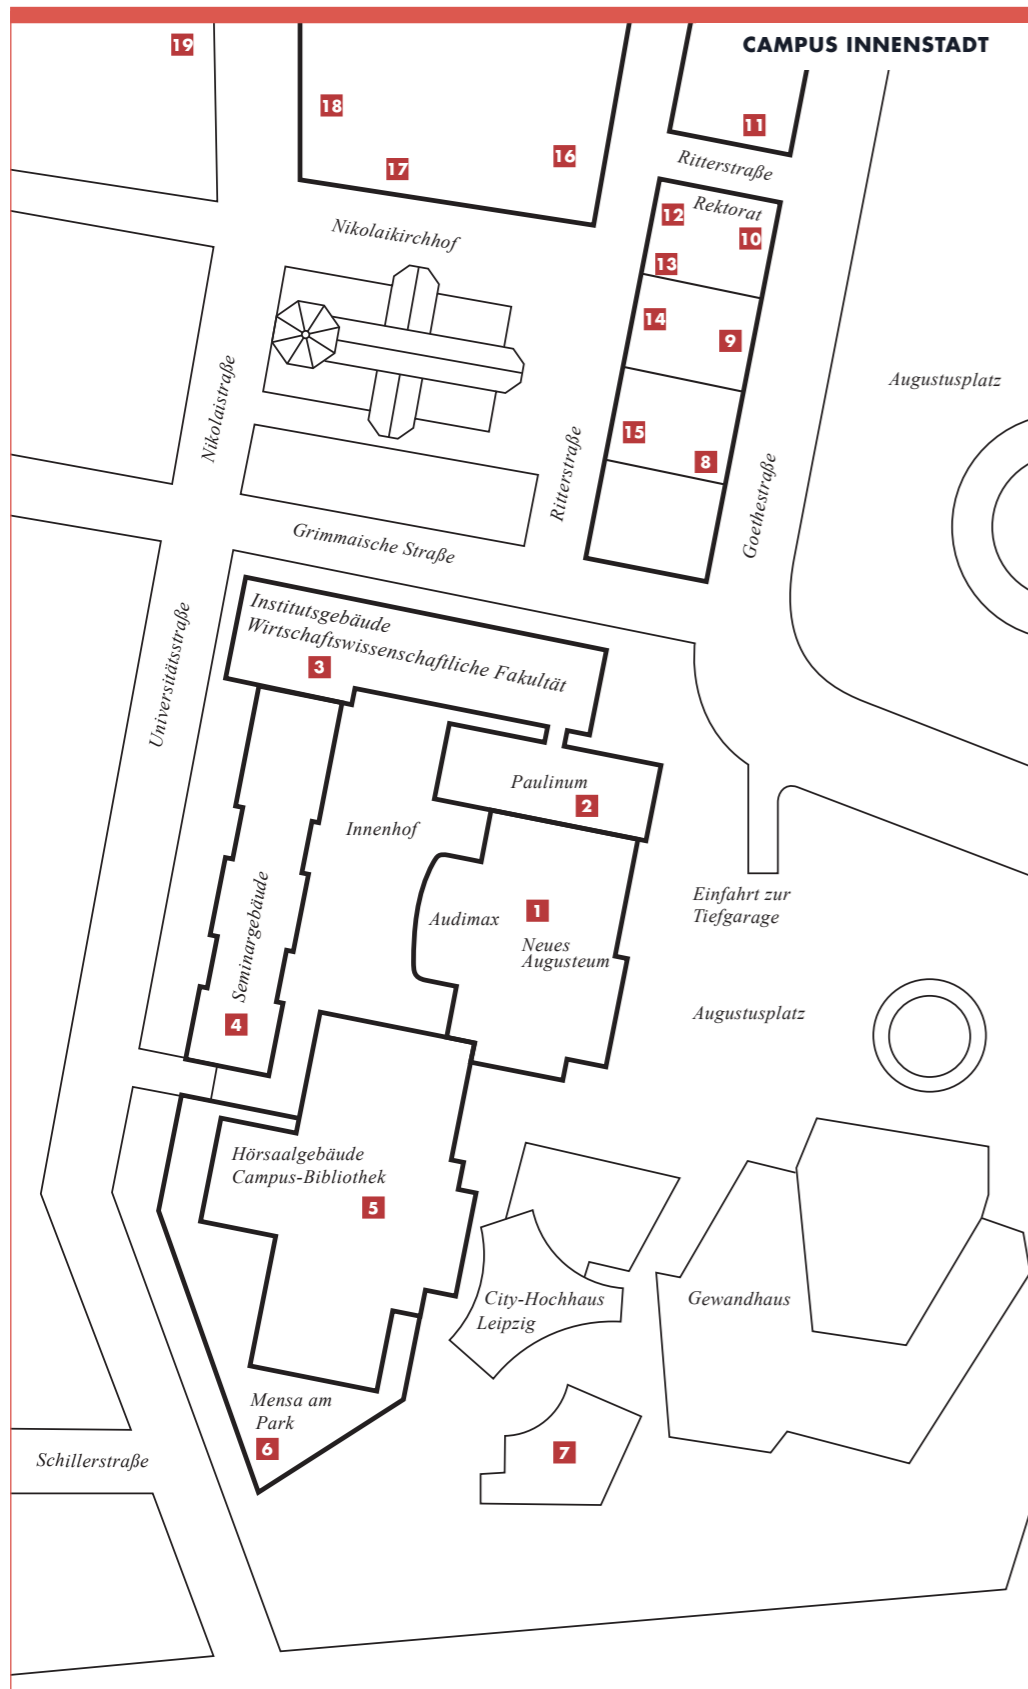 CAMPUS INNENSTADT
19
18
11
17
16
Ritterstraße
Rektorat
12
Nikolaikirchhof
10
13
14
9
Nikolaistraße
Augustusplatz
15
Ritterstraße
8
Goethestraße
Grimmaische Straße
Institutsgebäude
Wirtschaftswissenschaftliche Fakultät
3
Universitätsstraße
Paulinum
2
Innenhof
Einfahrt zur
Tiefgarage
Audimax
1
Neues
Augusteum
Seminargebäude
4
Augustusplatz
Hörsaalgebäude
Campus-Bibliothek
5
City-Hochhaus
Leipzig
Gewandhaus
Mensa am
Park
6
7
Schillerstraße